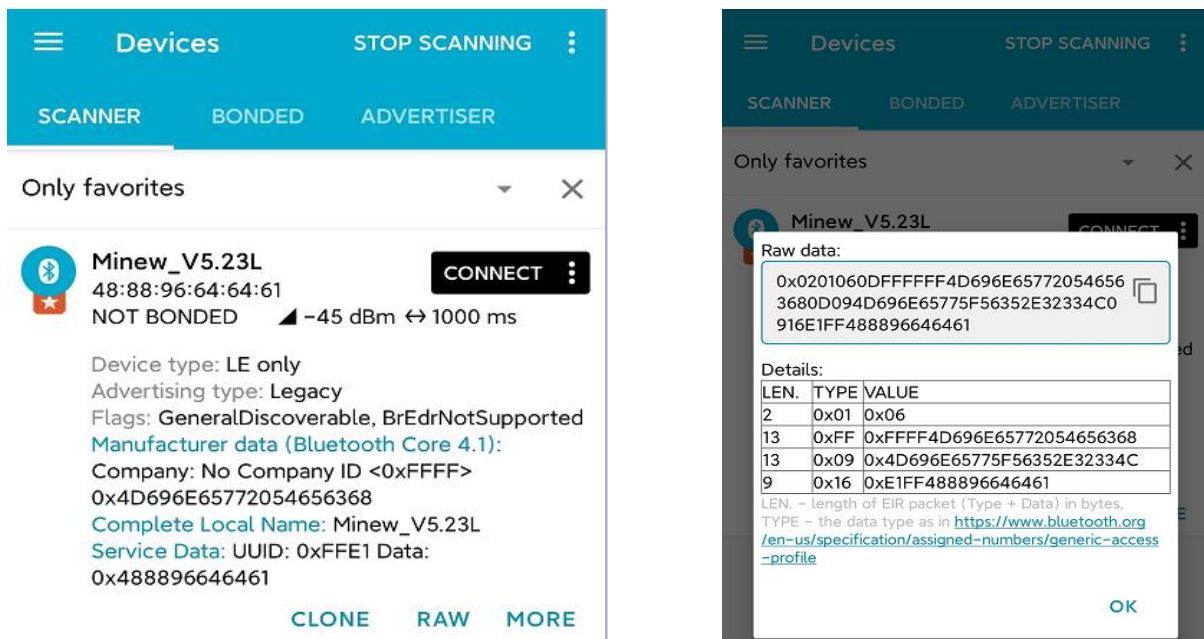 Devices
STOP SCANNING
SCANNER
BONDED
ADVERTISER
Only favorites
Minew_V5.23L
CONNECT
48:88:96:64:64:61
NOT BONDED
-45 dBm ↔ 1000 ms
Device type: LE only
Advertising type: Legacy
Flags: GeneralDiscoverable, BrEdrNotSupported
Manufacturer data (Bluetooth Core 4.1):
Company: No Company ID <0xFFFF>
0x4D696E65772054656368
Complete Local Name: Minew_V5.23L
Service Data: UUID: 0xFFE1 Data:
0x488896646461
CLONE RAW MORE
Devices
STOP SCANNING
SCANNER
BONDED
ADVERTISER
Only favorites
Minew_V5.23L
CONNECT
Raw data:
0x0201060DFFFFFF4D696E65772054656
3680D094D696E65775F56352E32334C0
916E1FF488896646461
ed
Details:
LEN. TYPE VALUE
2 0x01 0x06
13 0xFF 0xFFFF4D696E65772054656368
13 0x09 0x4D696E65775F56352E32334C
9 0x16 0xE1FF488896646461
LEN. - length of EIR packet (Type + Data) in bytes,
TYPE - the data type as in https://www.bluetooth.org
/en-us/specification/assigned-numbers/generic-access
-profile
E
OK